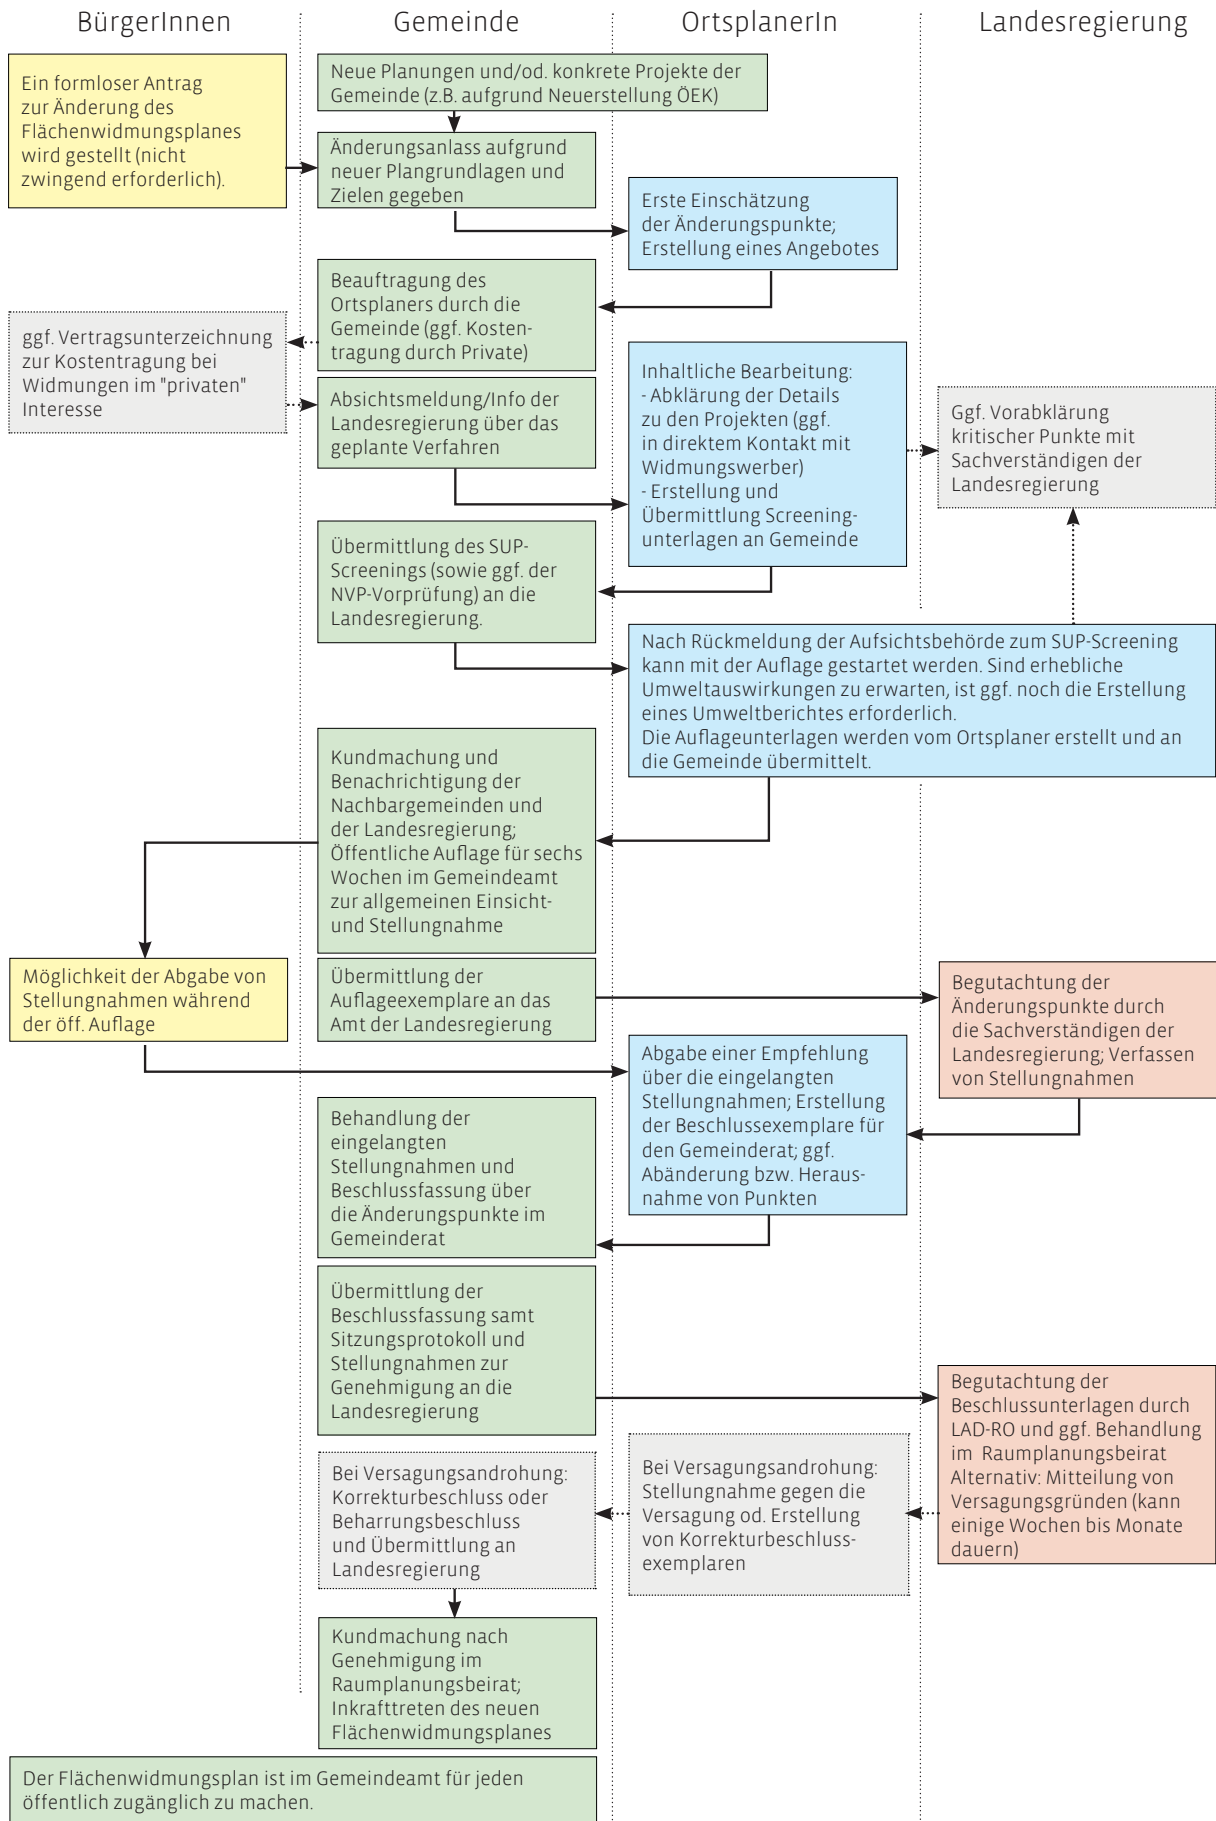 BürgerInnen
Gemeinde
OrtsplanerIn
Landesregierung
Ein formloser Antrag
zur Änderung des
Flächenwidmungsplanes
wird gestellt (nicht
zwingend erforderlich).
Neue Planungen und/od. konkrete Projekte der
Gemeinde (z.B. aufgrund Neuerstellung ÖEK)
Änderungsanlass aufgrund
neuer Plangrundlagen und
Zielen gegeben
Erste Einschätzung
der Änderungspunkte;
Erstellung eines Angebotes
Beauftragung des
Ortsplaners durch die
Gemeinde (ggf. Kosten-
tragung durch Private)
ggf. Vertragsunterzeichnung
zur Kostentragung bei
Widmungen im "privaten"
Interesse
Absichtsmeldung/Info der
Landesregierung über das
geplante Verfahren
Inhaltliche Bearbeitung:
- Abklärung der Details
zu den Projekten (ggf.
in direktem Kontakt mit
Widmungswerber)
- Erstellung und
Übermittlung Screening-
unterlagen an Gemeinde
Ggf. Vorabklärung
kritischer Punkte mit
Sachverständigen der
Landesregierung
Übermittlung des SUP-
Screenings (sowie ggf. der
NVP-Vorprüfung) an die
Landesregierung.
Nach Rückmeldung der Aufsichtsbehörde zum SUP-Screening
kann mit der Auflage gestartet werden. Sind erhebliche
Umweltauswirkungen zu erwarten, ist ggf. noch die Erstellung
eines Umweltberichtes erforderlich.
Die Auflageunterlagen werden vom Ortsplaner erstellt und an
die Gemeinde übermittelt.
Kundmachung und
Benachrichtigung der
Nachbargemeinden und
der Landesregierung;
Öffentliche Auflage für sechs
Wochen im Gemeindeamt
zur allgemeinen Einsicht-
und Stellungnahme
Möglichkeit der Abgabe von
Stellungnahmen während
der öff. Auflage
Übermittlung der
Auflageexemplare an das
Amt der Landesregierung
Begutachtung der
Änderungspunkte durch
die Sachverständigen der
Landesregierung; Verfassen
von Stellungnahmen
Abgabe einer Empfehlung
über die eingelangten
Stellungnahmen; Erstellung
der Beschlussexemplare für
den Gemeinderat; ggf.
Abänderung bzw. Heraus-
nahme von Punkten
Behandlung der
eingelangten
Stellungnahmen und
Beschlussfassung über
die Änderungspunkte im
Gemeinderat
Übermittlung der
Beschlussfassung samt
Sitzungsprotokoll und
Stellungnahmen zur
Genehmigung an die
Landesregierung
Begutachtung der
Beschlussunterlagen durch
LAD-RO und ggf. Behandlung
im Raumplanungsbeirat
Alternativ: Mitteilung von
Versagungsgründen (kann
einige Wochen bis Monate
dauern)
Bei Versagungsandrohung:
Stellungnahme gegen die
Versagung od. Erstellung
von Korrekturbeschluss-
exemplaren
Bei Versagungsandrohung:
Korrekturbeschluss oder
Beharrungsbeschluss
und Übermittlung an
Landesregierung
Kundmachung nach
Genehmigung im
Raumplanungsbeirat;
Inkrafttreten des neuen
Flächenwidmungsplanes
Der Flächenwidmungsplan ist im Gemeindeamt für jeden
öffentlich zugänglich zu machen.